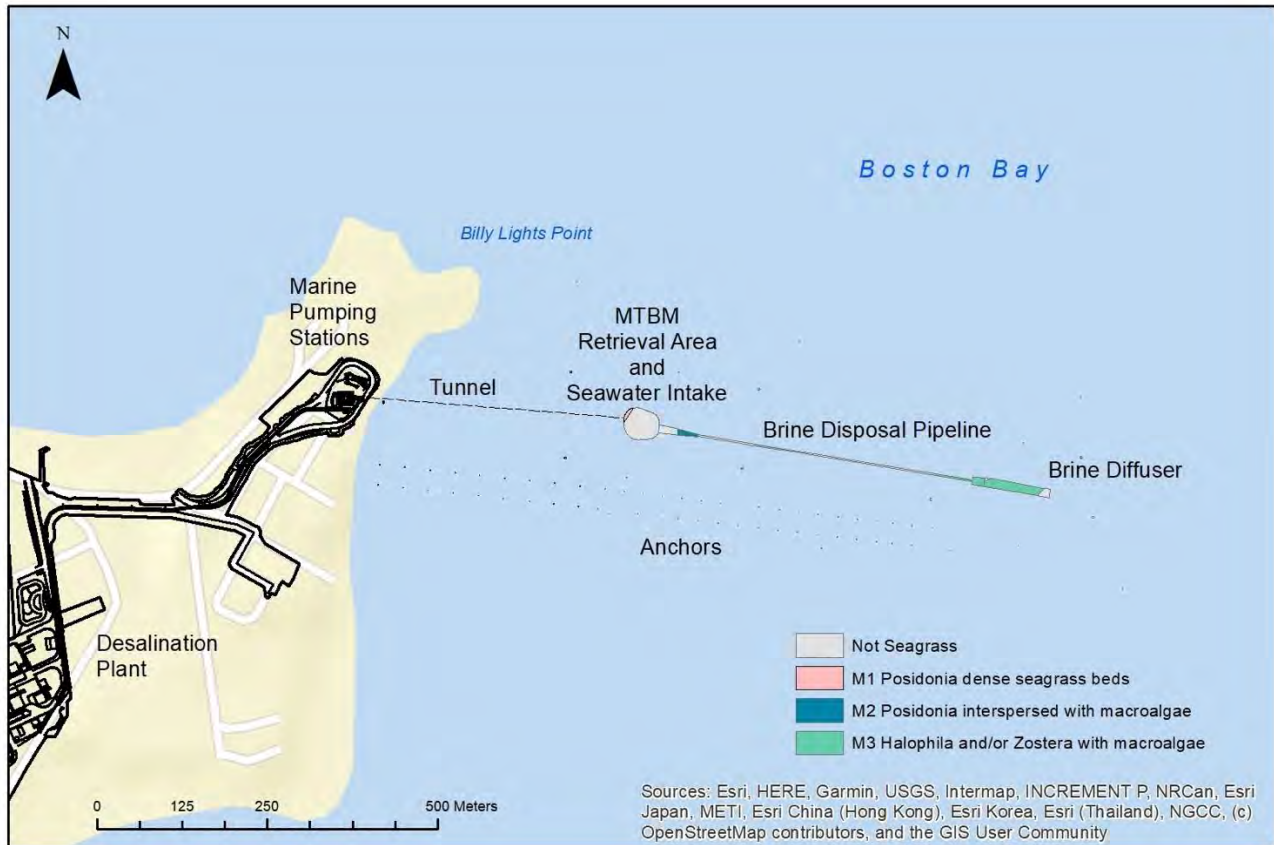 N
Boston Bay
Billy Lights Point
Marine
Pumping
Stations
MTBM
Retrieval Area
and
Seawater Intake
Tunnel
Brine Disposal Pipeline
Brine Diffuser
Anchors
Desalination
Plant
Not Seagrass
M1 Posidonia dense seagrass beds
M2 Posidonia interspersed with macroalgae
M3 Halophila and/or Zostera with macroalgae
0 125 250 500 Meters
Sources: Esri, HERE, Garmin, USGS, Intermap, INCREMENT P, NRCan, Esri
Japan, METI, Esri China (Hong Kong), Esri Korea, Esri (Thailand), NGCC, (c)
OpenStreetMap contributors, and the GIS User Community